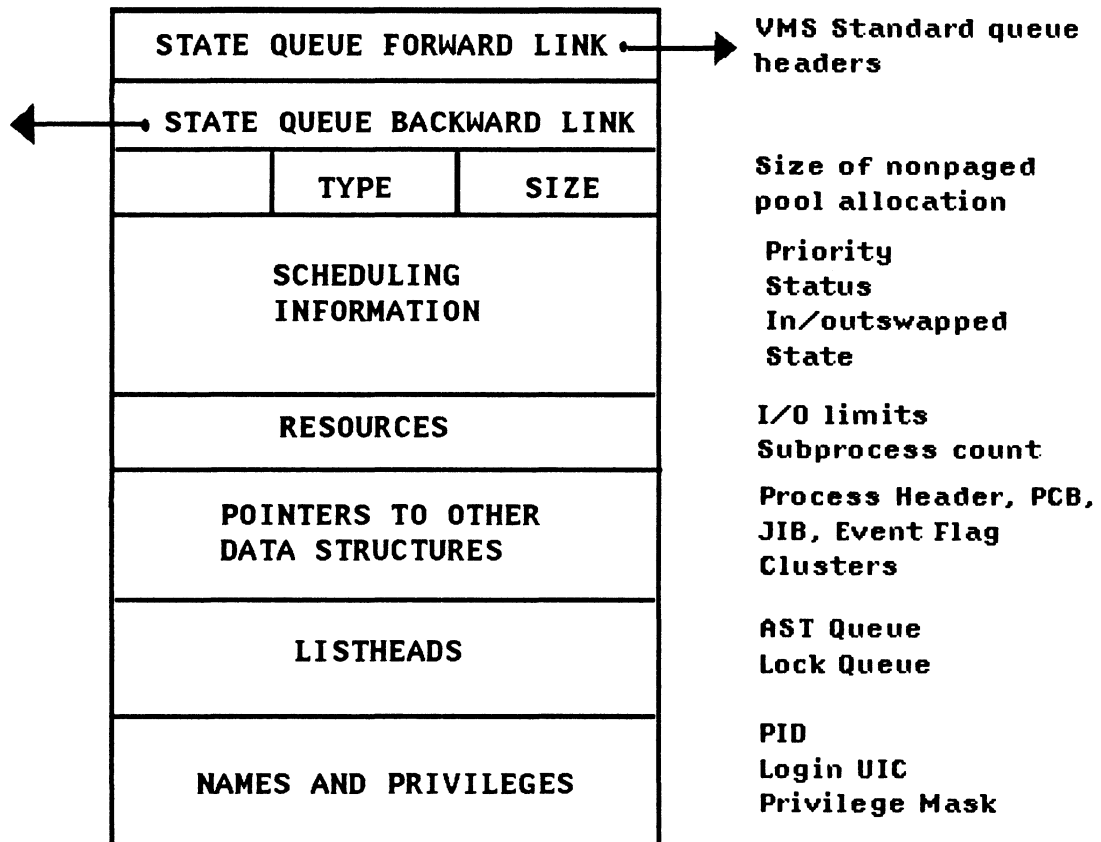 STATE QUEUE FORWARD LINK
VMS Standard queue
headers
STATE QUEUE BACKWARD LINK
TYPE
SIZE
Size of nonpaged
pool allocation
SCHEDULING
INFORMATION
Priority
Status
In/outswapped
State
RESOURCES
I/O limits
Subprocess count
POINTERS TO OTHER
DATA STRUCTURES
Process Header, PCB,
JIB, Event Flag
Clusters
LISTHEADS
AST Queue
Lock Queue
NAMES AND PRIVILEGES
PID
Login UIC
Privilege Mask